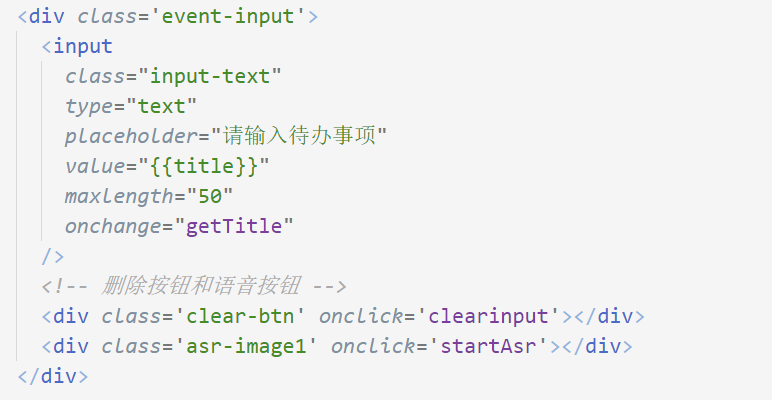 <div class='event-input'>
<input
class="input-text"
type="text"
placeholder="请输入待办事项"
value="{{title}}"
maxlength="50"
onchange="getTitle"
/>
<!-- 删除按钮和语音按钮 -->
<div class='clear-btn' onclick='clearinput'></div>
<div class='asr-image1' onclick='startAsr'></div>
</div>